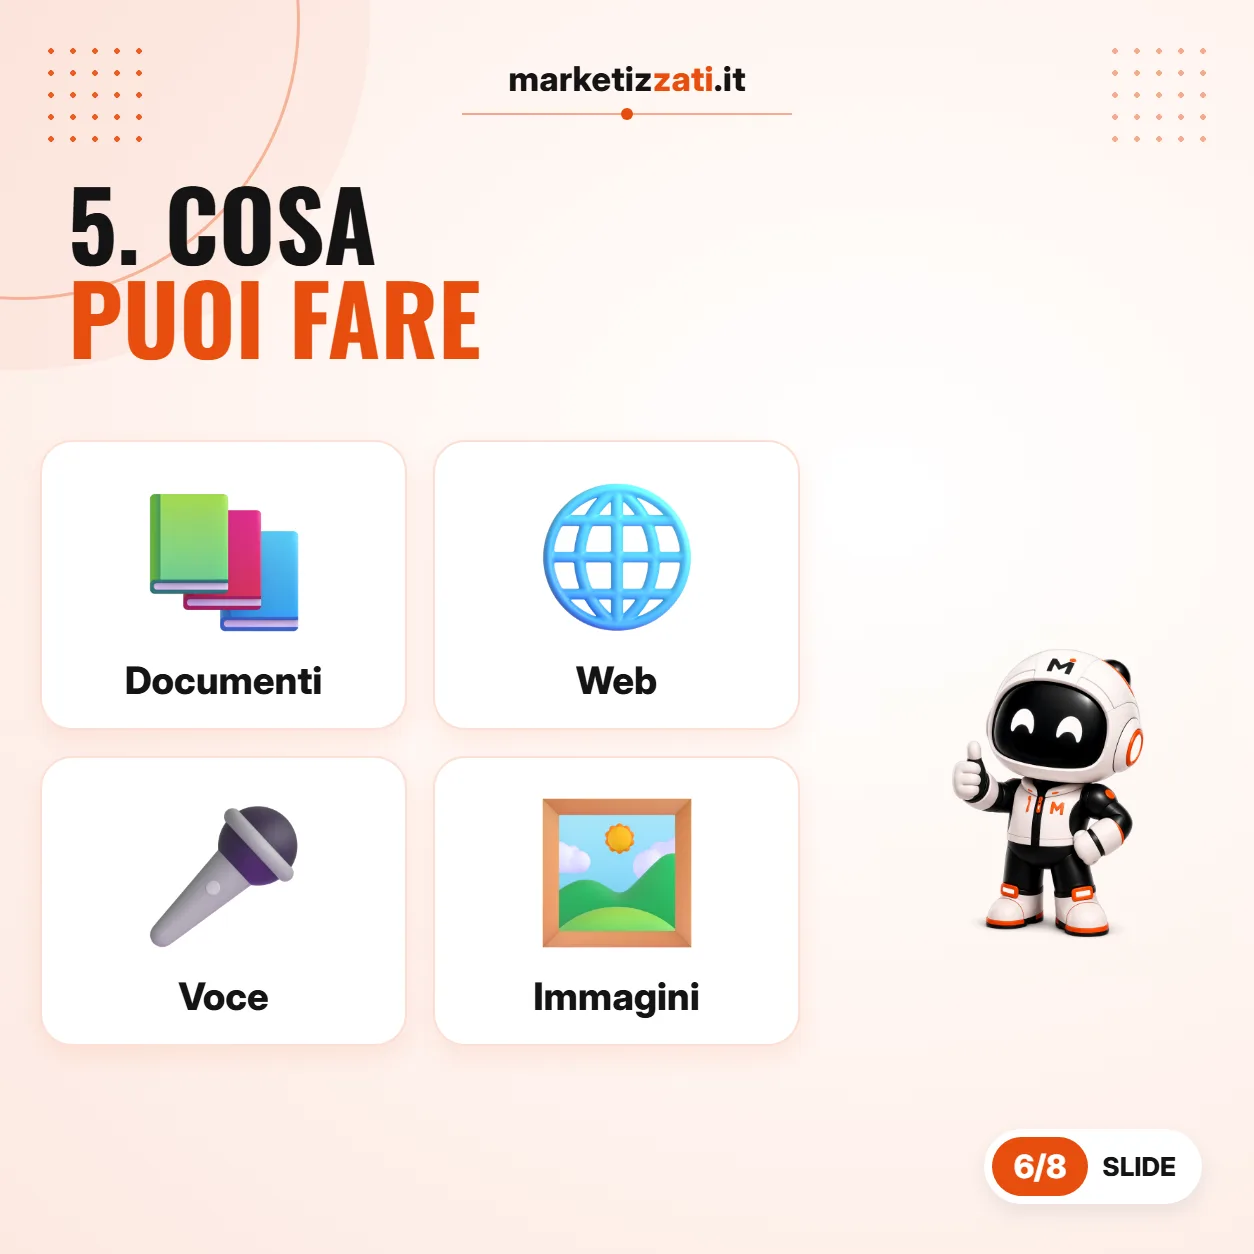 marketizzati.it
5. COSA
PUOI FARE
Documenti
Web
Voce
Immagini
M
M
6/8 SLIDE